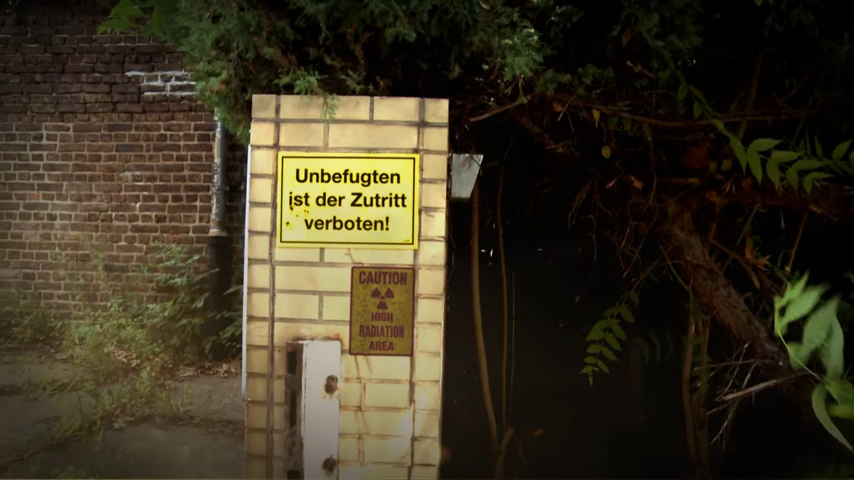 Unbefugten
ist der Zutritt
verboten!
CAUTION
HIGH
RADIATION
AREA